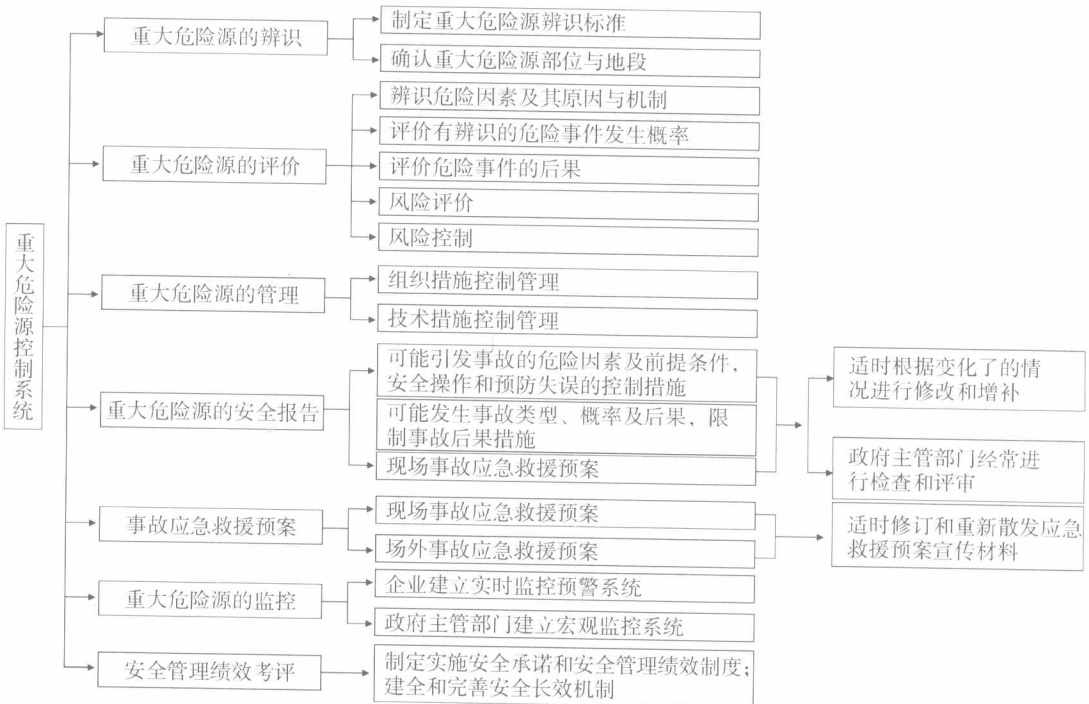 重大危险源控制系统
重大危险源的辨识
制定重大危险源辨识标准
确认重大危险源部位与地段
重大危险源的评价
辨识危险因素及其原因与机制
评价有辨识的危险事件发生概率
评价危险事件的后果
风险评价
风险控制
重大危险源的管理
组织措施控制管理
技术措施控制管理
重大危险源的安全报告
可能引发事故的危险因素及前提条件，
安全操作和预防失误的控制措施
可能发生事故类型、概率及后果，限
制事故后果措施
现场事故应急救援预案
适时根据变化了的情
况进行修改和增补
政府主管部门经常进
行检查和评审
事故应急救援预案
现场事故应急救援预案
场外事故应急救援预案
适时修订和重新散发应急
救援预案宣传材料
重大危险源的监控
企业建立实时监控预警系统
政府主管部门建立宏观监控系统
安全管理绩效考评
制定实施安全承诺和安全管理绩效制度；
建全和完善安全长效机制